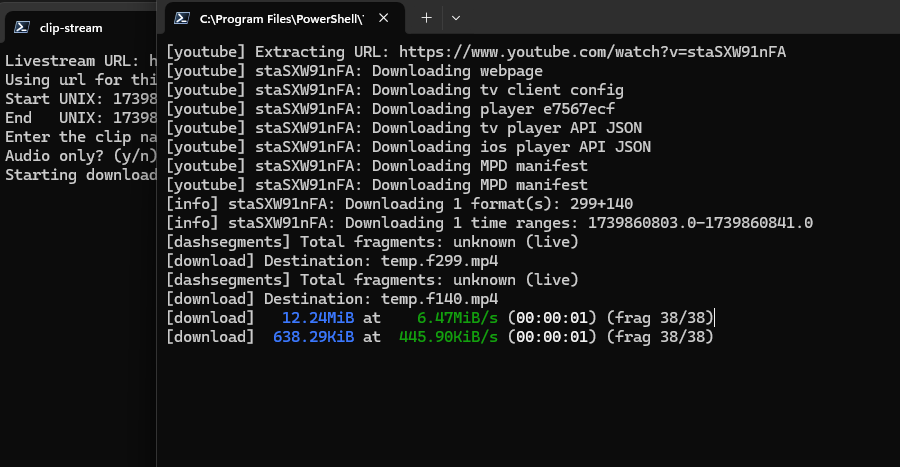 clip-stream
C:\Program Files\PowerShell\
Livestream URL: h
Using url for thi
Start UNIX: 17398
End   UNIX: 17398
Enter the clip na
Audio only? (y/n)
Starting download
[youtube] Extracting URL: https://www.youtube.com/watch?v=staSXW91nFA
[youtube] staSXW91nFA: Downloading webpage
[youtube] staSXW91nFA: Downloading tv client config
[youtube] staSXW91nFA: Downloading player e7567ecf
[youtube] staSXW91nFA: Downloading tv player API JSON
[youtube] staSXW91nFA: Downloading ios player API JSON
[youtube] staSXW91nFA: Downloading MPD manifest
[youtube] staSXW91nFA: Downloading MPD manifest
[info] staSXW91nFA: Downloading 1 format(s): 299+140
[info] staSXW91nFA: Downloading 1 time ranges: 1739860803.0-1739860841.0
[dashsegments] Total fragments: unknown (live)
[download] Destination: temp.f299.mp4
[dashsegments] Total fragments: unknown (live)
[download] Destination: temp.f140.mp4
[download]   12.24MiB at    6.47MiB/s (00:00:01) (frag 38/38)
[download]  638.29KiB at  445.90KiB/s (00:00:01) (frag 38/38)